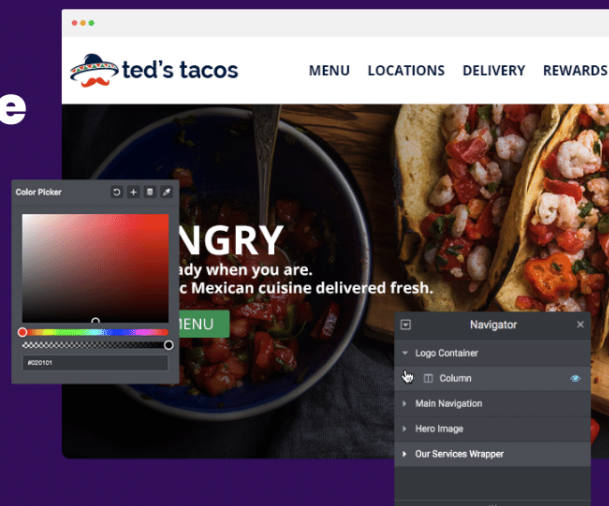 e
ted's tacos
MENU LOCATIONS DELIVERY REWARDS
Color Picker
NGRY
ady when you are.
c Mexican cuisine delivered fresh.
MENU
#020101
Navigator
Logo Container
Column
Main Navigation
Hero Image
Our Services Wrapper